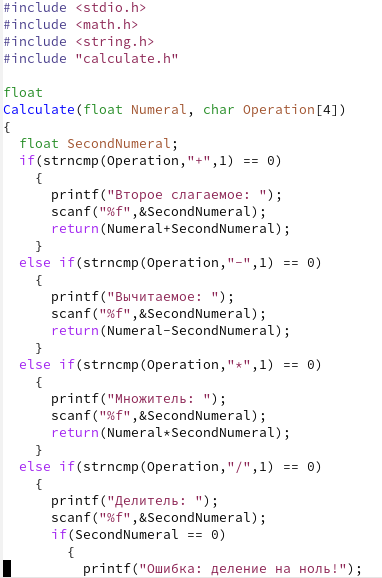 #include <stdio.h>
#include <math.h>
#include <string.h>
#include "calculate.h"

float
Calculate(float Numeral, char Operation[4])
{
  float SecondNumeral;
  if(strncmp(Operation,"+",1) == 0)
    {
      printf("Второе слагаемое: ");
      scanf("%f",&SecondNumeral);
      return(Numeral+SecondNumeral);
    }
  else if(strncmp(Operation,"-",1) == 0)
    {
      printf("Вычитаемое: ");
      scanf("%f",&SecondNumeral);
      return(Numeral-SecondNumeral);
    }
  else if(strncmp(Operation,"*",1) == 0)
    {
      printf("Множитель: ");
      scanf("%f",&SecondNumeral);
      return(Numeral*SecondNumeral);
    }
  else if(strncmp(Operation,"/",1) == 0)
    {
      printf("Делитель: ");
      scanf("%f",&SecondNumeral);
      if(SecondNumeral == 0)
        {
          printf("Ошибка: деление на ноль!");